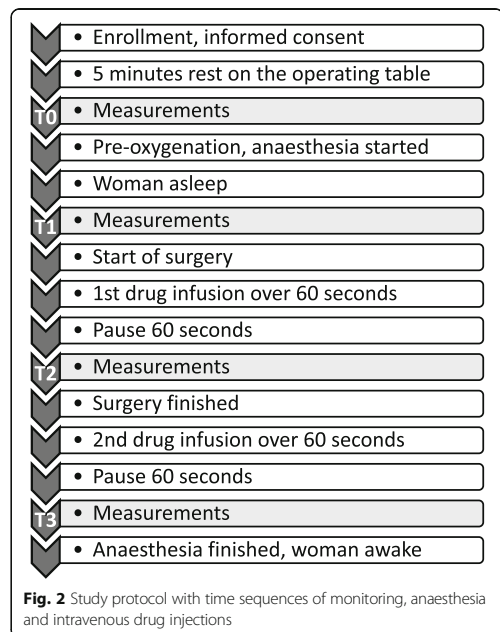 • Enrollment, informed consent
• 5 minutes rest on the operating table
T0 • Measurements
• Pre-oxygenation, anaesthesia started
• Woman asleep
T1 • Measurements
• Start of surgery
• 1st drug infusion over 60 seconds
• Pause 60 seconds
T2 • Measurements
• Surgery finished
• 2nd drug infusion over 60 seconds
• Pause 60 seconds
T3 • Measurements
• Anaesthesia finished, woman awake
Fig. 2 Study protocol with time sequences of monitoring, anaesthesia
and intravenous drug injections